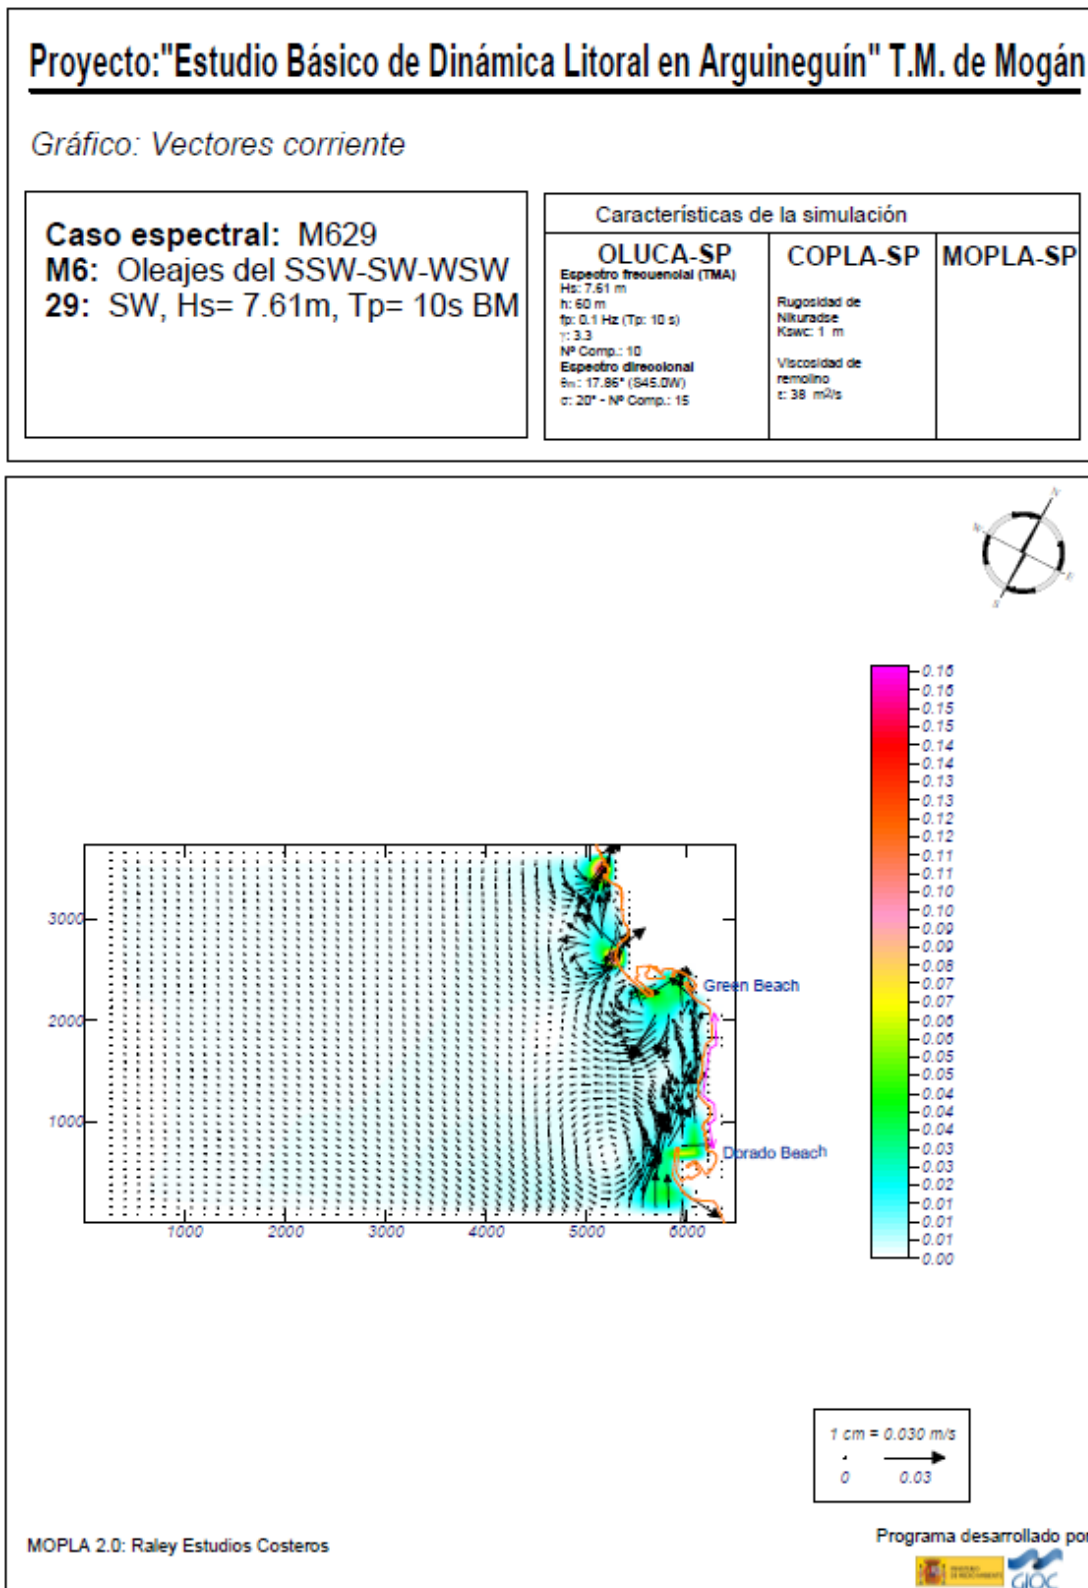 Proyecto:"Estudio Básico de Dinámica Litoral en Arguineguín" T.M. de Mogán
Gráfico: Vectores corriente
Caso espectral: M629
M6: Oleajes del SSW-SW-WSW
29: SW, Hs= 7.61m, Tp= 10s BM
Características de la simulación
OLUCA-SP
Espectro frecuencial (TMA)
Hs: 7.61 m
h: 60 m
fp: 0.1 Hz (Tp: 10 s)
γ: 3.3
Nº Comp.: 10
Espectro direccional
θm: 17.86° (S45.0W)
σ: 20° - Nº Comp.: 15
COPLA-SP
Rugosidad de
Nikuradse
Kswc: 1 m
Viscosidad de
remolino
ε: 38 m2/s
MOPLA-SP
N
W
E
S
0.16
0.16
0.15
0.15
0.14
0.14
0.13
0.13
0.12
0.11
0.11
0.10
0.10
0.09
0.08
0.07
0.07
0.06
0.06
0.05
0.05
0.04
0.04
0.04
0.03
0.03
0.02
0.01
0.01
0.01
0.01
0.00
3000
2000
1000
Green Beach
Dorado Beach
1000 2000 3000 4000 5000 6000
1 cm = 0.030 m/s
0 0.03
MOPLA 2.0: Raley Estudios Costeros
Programa desarrollado por
GIOC